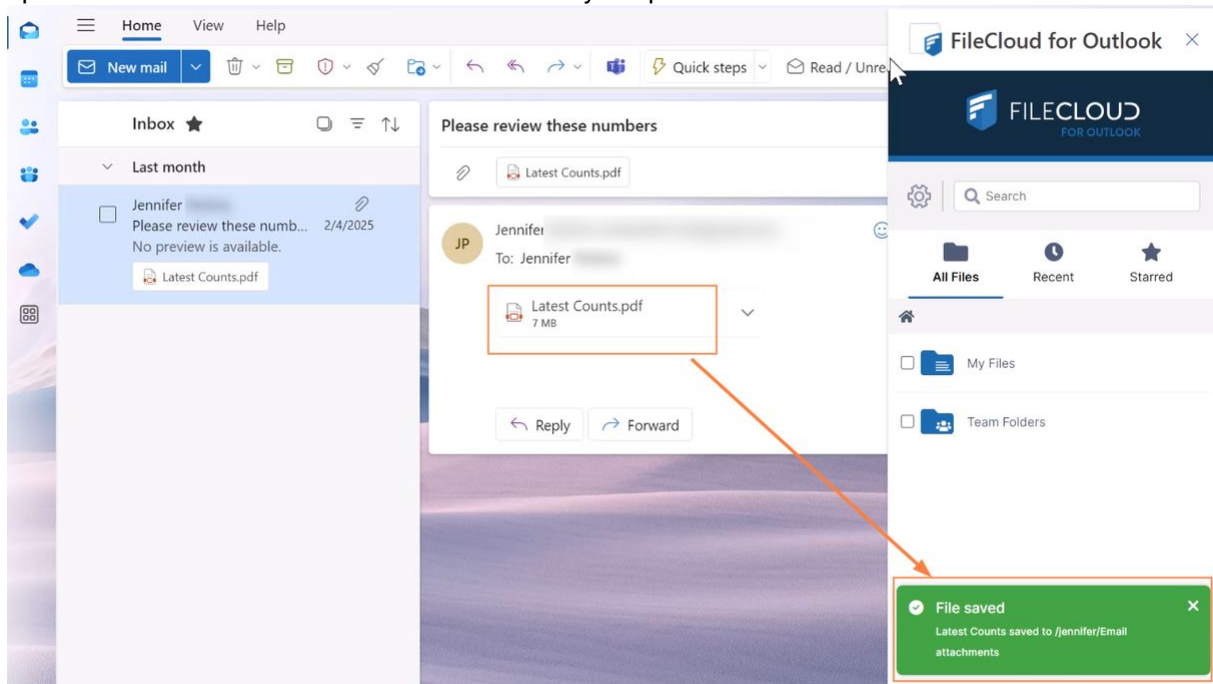 Home View Help
FileCloud for Outlook
New mail
Quick steps
Read / Unre
FILECLOUD
FOR OUTLOOK
Inbox
Please review these numbers
Last month
Latest Counts.pdf
Search
Jennifer
Please review these numb... 2/4/2025
No preview is available.
Latest Counts.pdf
JP
Jennifer
To: Jennifer
All Files Recent Starred
Latest Counts.pdf
7 MB
My Files
Team Folders
Reply Forward
File saved
Latest Counts saved to /jennifer/Email
attachments